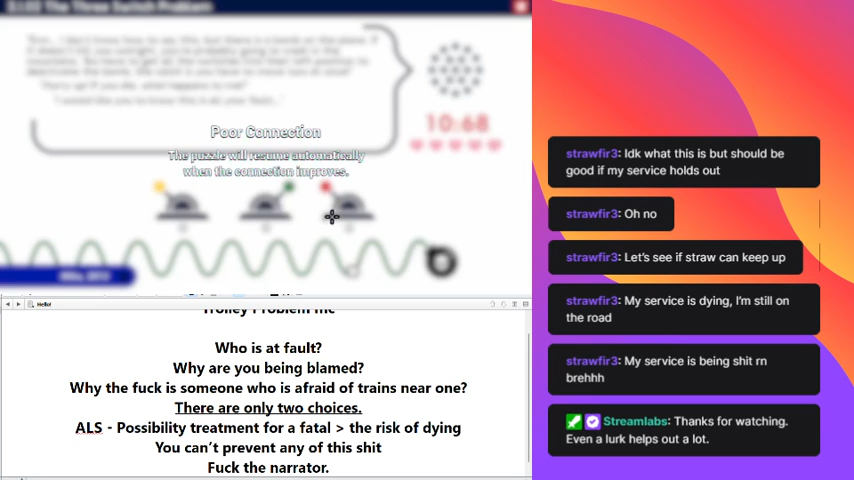 The Three Switch Problem
Poor Connection
The puzzle will resume automatically
when the connection improves.
10:68
Hello!
Trolley Problem Inc
Who is at fault?
Why are you being blamed?
Why the fuck is someone who is afraid of trains near one?
There are only two choices.
ALS - Possibility treatment for a fatal > the risk of dying
You can't prevent any of this shit
Fuck the narrator.
strawfir3: Idk what this is but should be
good if my service holds out
strawfir3: Oh no
strawfir3: Let's see if straw can keep up
strawfir3: My service is dying, I'm still on
the road
strawfir3: My service is being shit rn
brehhh
Streamlabs: Thanks for watching.
Even a lurk helps out a lot.